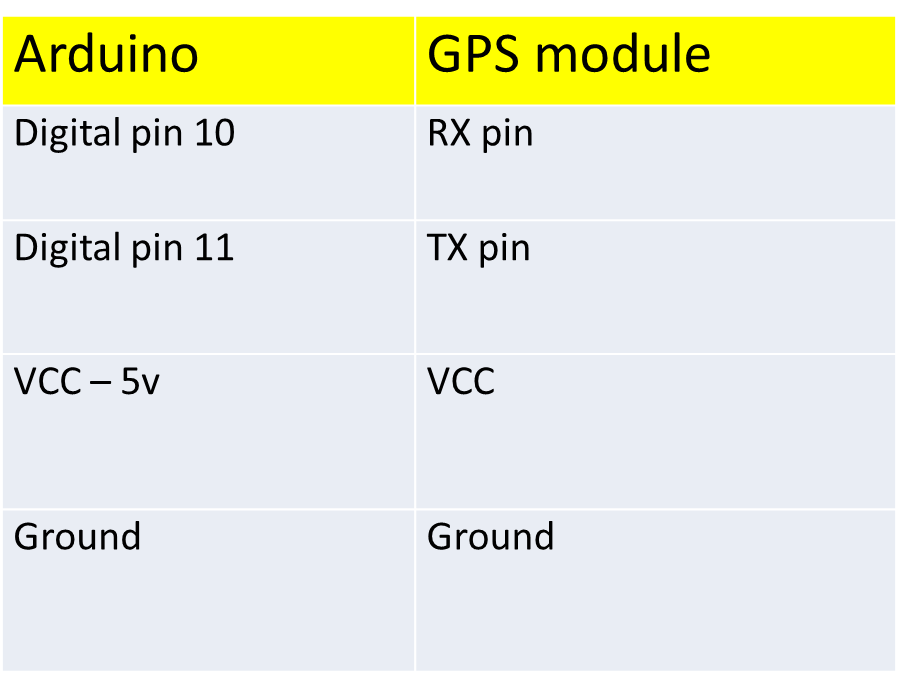 Arduino GPS module
Digital pin 10 RX pin
Digital pin 11 TX pin
VCC – 5v VCC
Ground Ground